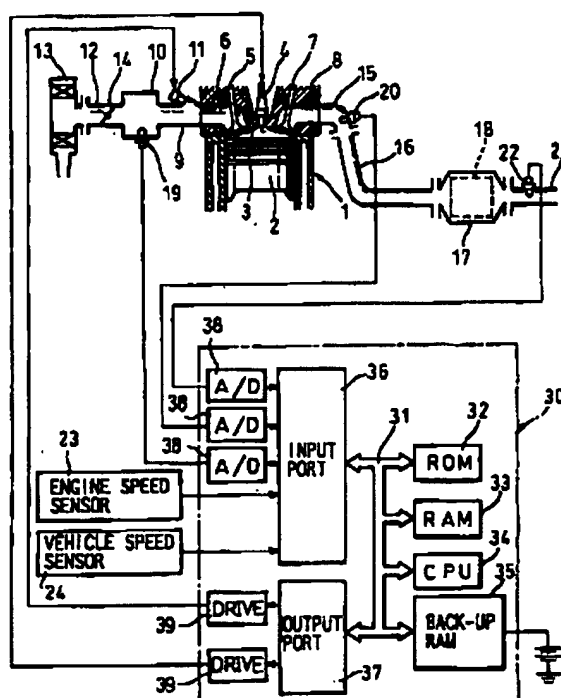 10 11 6 5 4 7 8 15 20
13 12 14
18 22 2
9 16
19 3 2 1 17
38
A/D
36
38
A/D
31
32
30
ROM
38
A/D
INPUT
PORT
33
23
ENGINE SPEED
SENSOR
RAM
34
VEHICLE SPEED
SENSOR
24
CPU
35
DRIVE
39
OUTPUT
PORT
BACK-UP
RAM
DRIVE
39
37